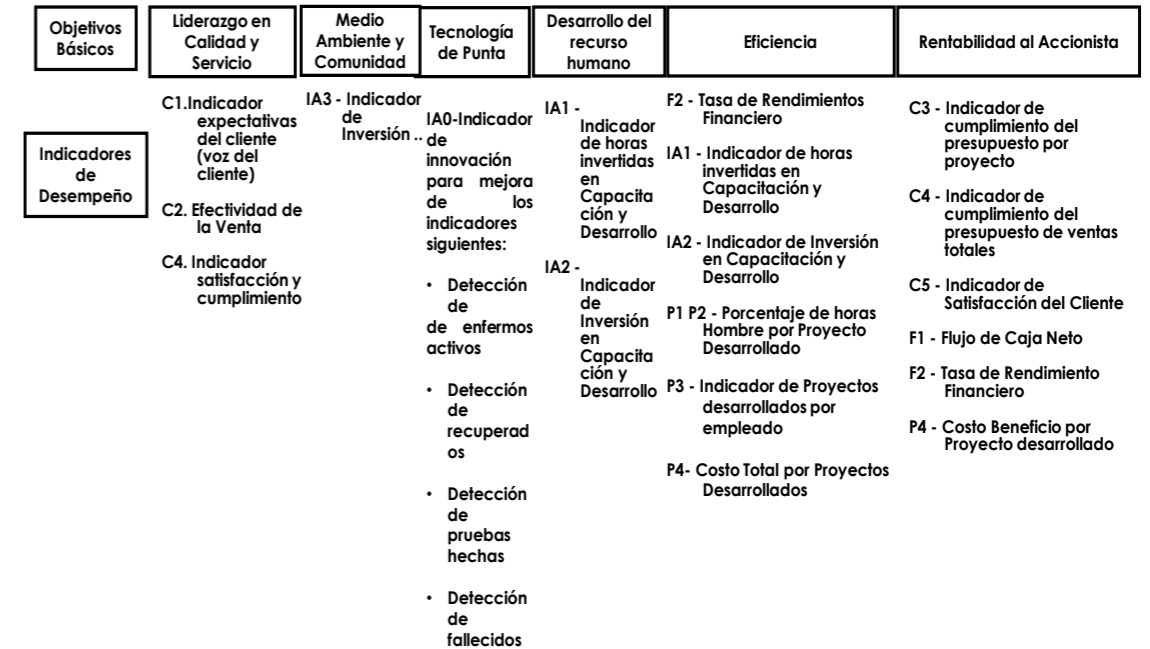 Objetivos
Básicos
Liderazgo en
Calidad y
Servicio
Medio
Ambiente y
Comunidad
Tecnología
de Punta
Desarrollo del
recurso
humano
Eficiencia
Rentabilidad al Accionista
Indicadores
de
Desempeño
C1.Indicador
expectativas
del cliente
(voz del
cliente)
C2. Efectividad de
la Venta
C4. Indicador
satisfacción y
cumplimiento
IA3 - Indicador
de
Inversión ..
IA0-Indicador
de
innovación
para mejora
de los
indicadores
siguientes:
• Detección
de
de enfermos
activos
• Detección
de
recuperad
os
• Detección
de
pruebas
hechas
• Detección
de
fallecidos
IA1 -
Indicador
de horas
invertidas
en
Capacita
ción y
Desarrollo
IA2 -
Indicador
de
Inversión
en
Capacita
ción y
Desarrollo
F2 - Tasa de Rendimientos
Financiero
IA1 - Indicador de horas
invertidas en
Capacitación y
Desarrollo
IA2 - Indicador de Inversión
en Capacitación y
Desarrollo
P1 P2 - Porcentaje de horas
Hombre por Proyecto
Desarrollado
P3 - Indicador de Proyectos
desarrollados por
empleado
P4- Costo Total por Proyectos
Desarrollados
C3 - Indicador de
cumplimiento del
presupuesto por
proyecto
C4 - Indicador de
cumplimiento del
presupuesto de ventas
totales
C5 - Indicador de
Satisfacción del Cliente
F1 - Flujo de Caja Neto
F2 - Tasa de Rendimiento
Financiero
P4 - Costo Beneficio por
Proyecto desarrollado